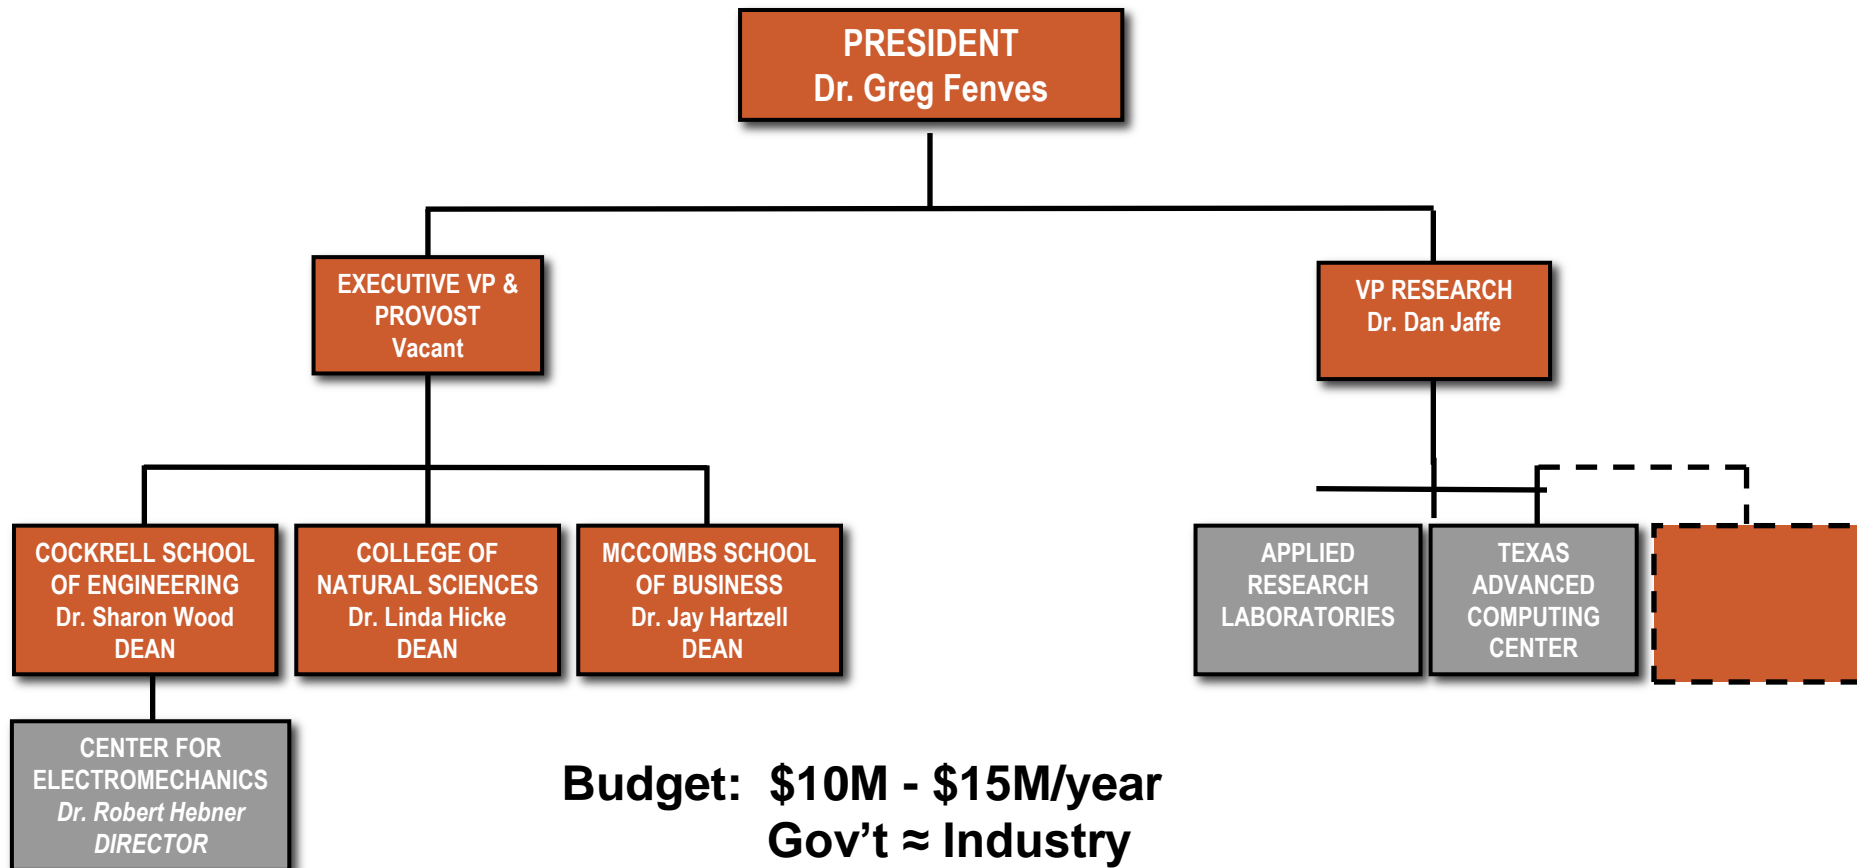 PRESIDENT
Dr. Greg Fenves
EXECUTIVE VP &
PROVOST
Vacant
VP RESEARCH
Dr. Dan Jaffe
COCKRELL SCHOOL
OF ENGINEERING
Dr. Sharon Wood
DEAN
COLLEGE OF
NATURAL SCIENCES
Dr. Linda Hicke
DEAN
MCCOMBS SCHOOL
OF BUSINESS
Dr. Jay Hartzell
DEAN
APPLIED
RESEARCH
LABORATORIES
TEXAS
ADVANCED
COMPUTING
CENTER
CENTER FOR
ELECTROMECHANICS
Dr. Robert Hebner
DIRECTOR
Budget: $10M - $15M/year
Gov’t ≈ Industry